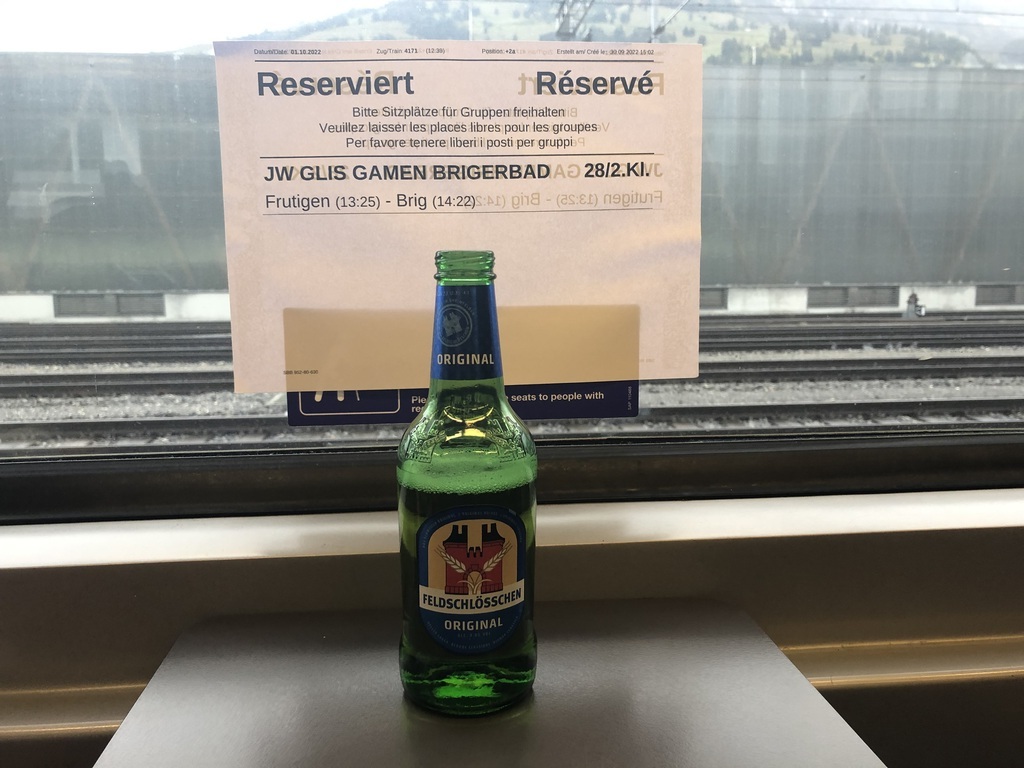 Datum/Date: 01.10.2022 Zug/Train 4171 (12:39) Position: +2a Erstellt am/ Créé le: 30.09.2022 15:02
Reserviert Réservé
Bitte Sitzplätze für Gruppen freihalten
Veuillez laisser les places libres pour les groupes
Per favore tenere liberi i posti per gruppi
JW GLIS GAMEN BRIGERBAD 28/2.Kl.
Frutigen (13:25) - Brig (14:22)
ORIGINAL
seats to people with
FELDSCHLÖSSCHEN
ORIGINAL